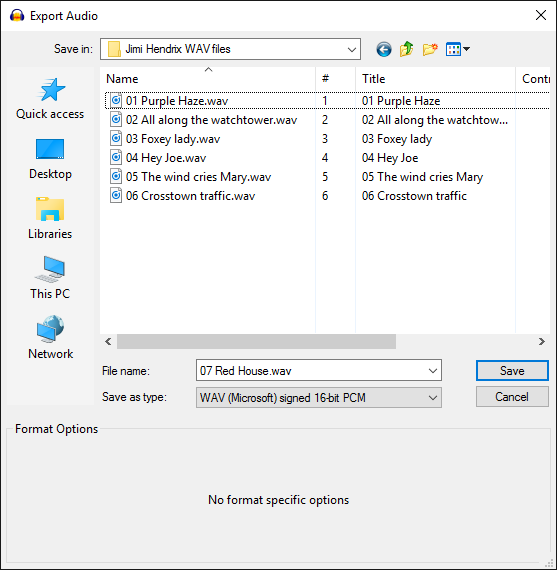 Export Audio
Save in: Jimi Hendrix WAV files
Quick access
Desktop
Libraries
This PC
Network
Name # Title Contr
01 Purple Haze.wav 1 01 Purple Haze
02 All along the watchtower.wav 2 02 All along the watchtow...
03 Foxey lady.wav 3 03 Foxey lady
04 Hey Joe.wav 4 04 Hey Joe
05 The wind cries Mary.wav 5 05 The wind cries Mary
06 Crosstown traffic.wav 6 06 Crosstown traffic
File name: 07 Red House.wav Save
Save as type: WAV (Microsoft) signed 16-bit PCM Cancel
Format Options
No format specific options